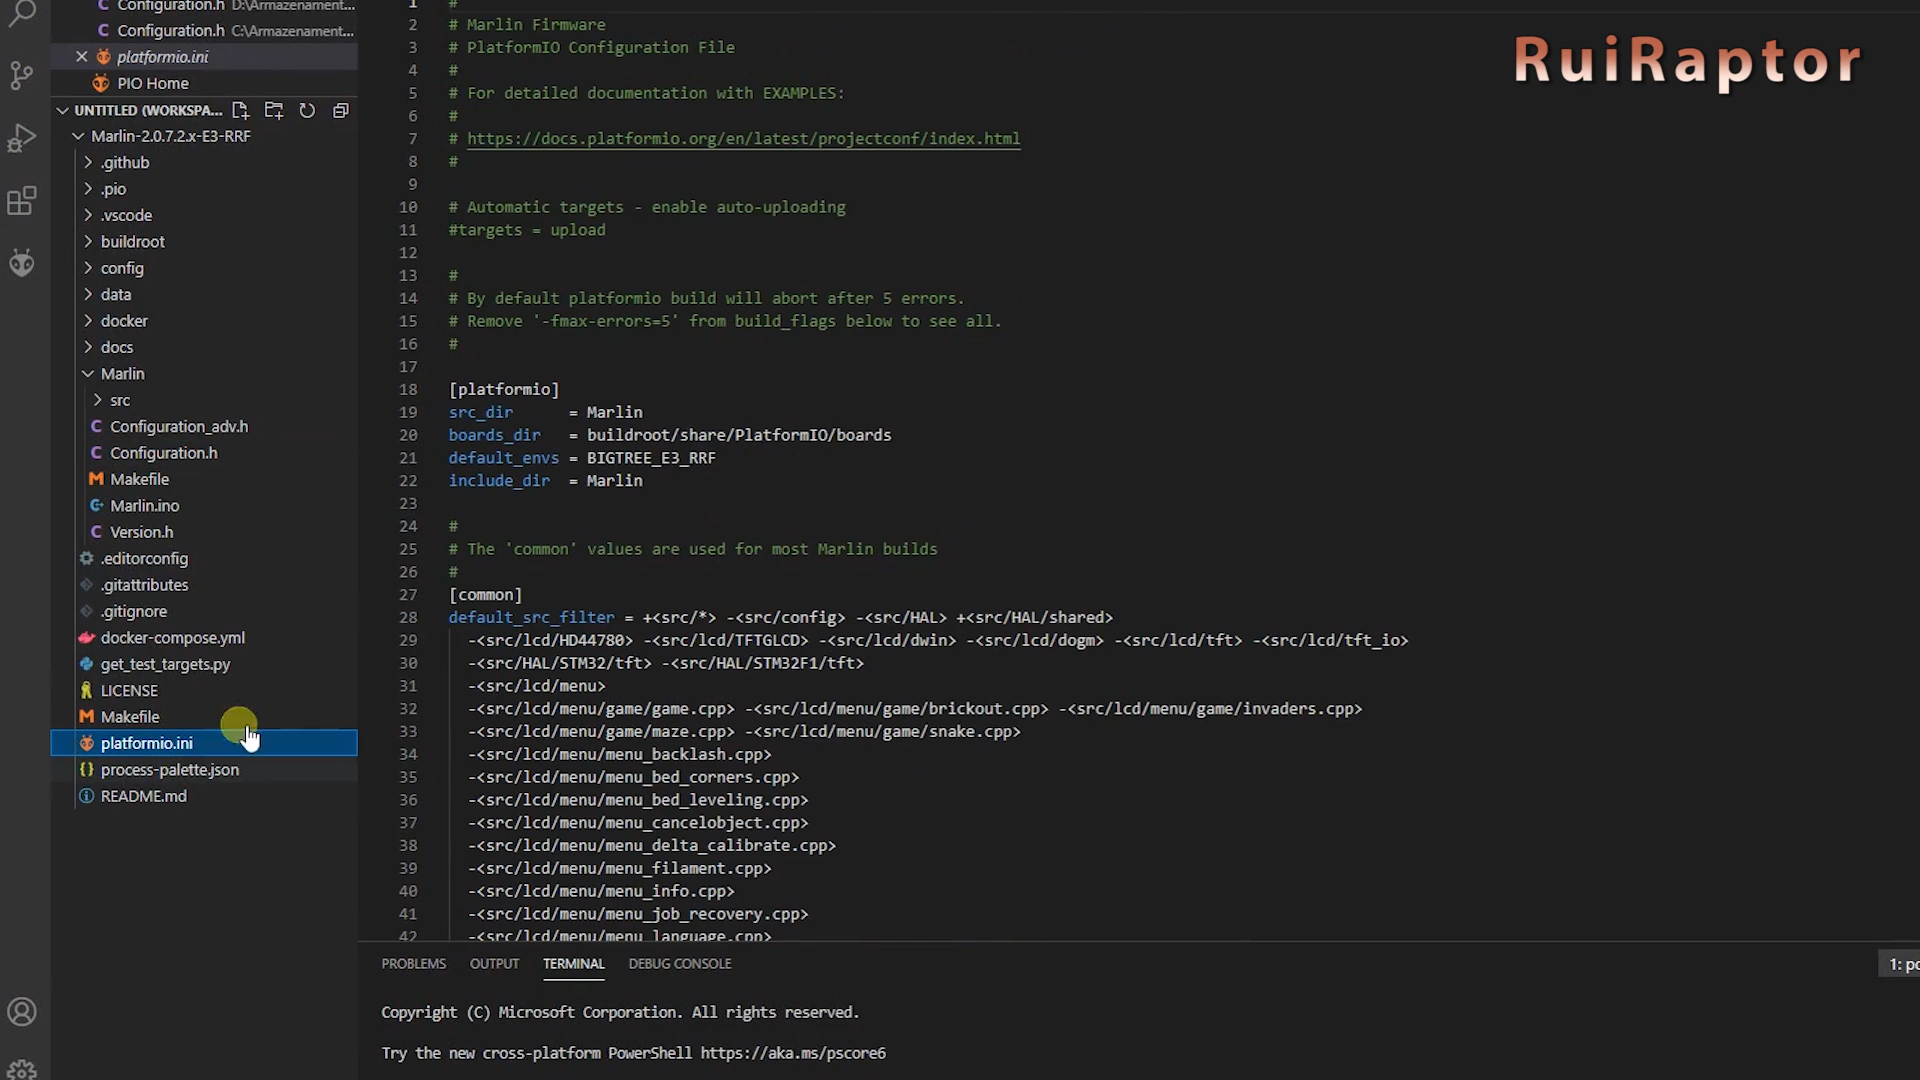 Configuration.h D:\Armazenament...
Configuration.h C:\Armazenament...
platformio.ini
PIO Home
UNTITLED (WORKSPA...
Marlin-2.0.7.2.x-E3-RRF
.github
.pio
.vscode
buildroot
config
data
docker
docs
Marlin
src
Configuration_adv.h
Configuration.h
Makefile
Marlin.ino
Version.h
.editorconfig
.gitattributes
.gitignore
docker-compose.yml
get_test_targets.py
LICENSE
Makefile
platformio.ini
process-palette.json
README.md
RuiRaptor
1 #
2 # Marlin Firmware
3 # PlatformIO Configuration File
4 #
5 # For detailed documentation with EXAMPLES:
6 #
7 # https://docs.platformio.org/en/latest/projectconf/index.html
8 #
9
10 # Automatic targets - enable auto-uploading
11 #targets = upload
12
13 #
14 # By default platformio build will abort after 5 errors.
15 # Remove '-fmax-errors=5' from build_flags below to see all.
16 #
17
18 [platformio]
19 src_dir = Marlin
20 boards_dir = buildroot/share/PlatformIO/boards
21 default_envs = BIGTREE_E3_RRF
22 include_dir = Marlin
23
24 #
25 # The 'common' values are used for most Marlin builds
26 #
27 [common]
28 default_src_filter = +<src/*> -<src/config> -<src/HAL> +<src/HAL/shared>
29 -<src/lcd/HD44780> -<src/lcd/TFTGLCD> -<src/lcd/dwin> -<src/lcd/dogm> -<src/lcd/tft> -<src/lcd/tft_io>
30 -<src/HAL/STM32/tft> -<src/HAL/STM32F1/tft>
31 -<src/lcd/menu>
32 -<src/lcd/menu/game/game.cpp> -<src/lcd/menu/game/brickout.cpp> -<src/lcd/menu/game/invaders.cpp>
33 -<src/lcd/menu/game/maze.cpp> -<src/lcd/menu/game/snake.cpp>
34 -<src/lcd/menu/menu_backlash.cpp>
35 -<src/lcd/menu/menu_bed_corners.cpp>
36 -<src/lcd/menu/menu_bed_leveling.cpp>
37 -<src/lcd/menu/menu_cancelobject.cpp>
38 -<src/lcd/menu/menu_delta_calibrate.cpp>
39 -<src/lcd/menu/menu_filament.cpp>
40 -<src/lcd/menu/menu_info.cpp>
41 -<src/lcd/menu/menu_job_recovery.cpp>
42 -<src/lcd/menu/menu_language.cpp>
PROBLEMS OUTPUT TERMINAL DEBUG CONSOLE 1: po
Copyright (C) Microsoft Corporation. All rights reserved.
Try the new cross-platform PowerShell https://aka.ms/pscore6